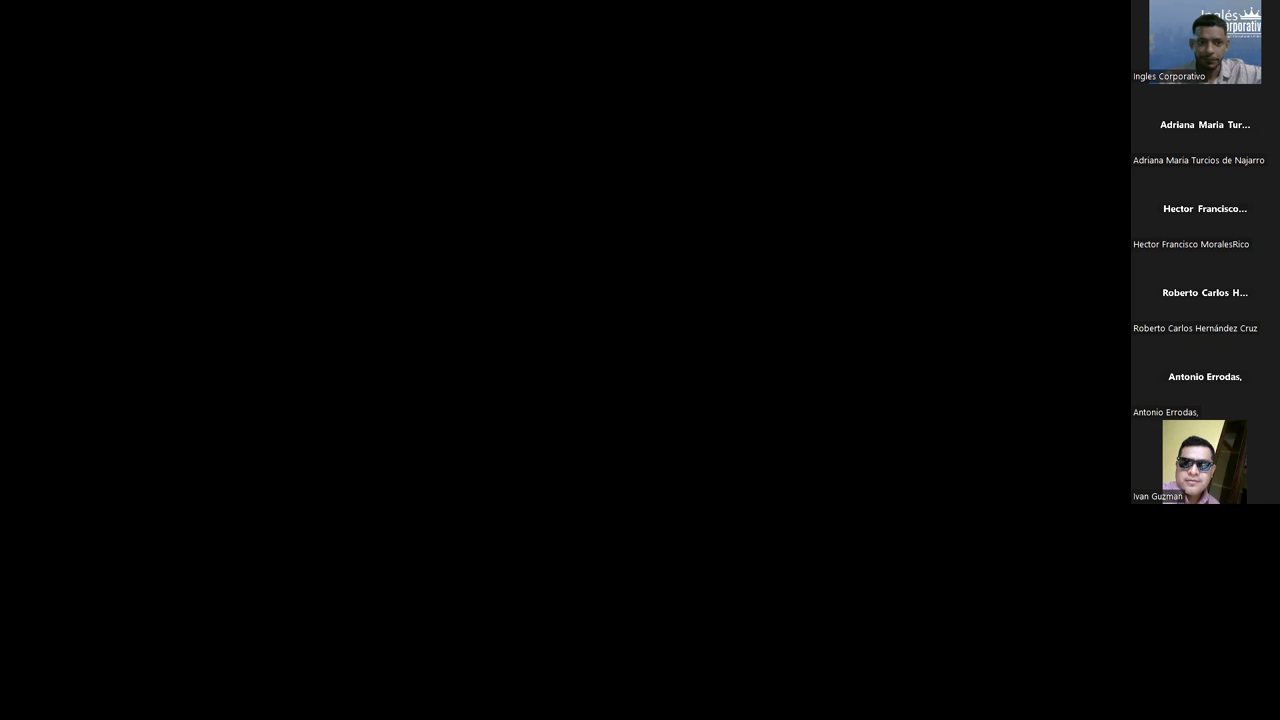 Inglés
orporativ
Ingles Corporativo
Adriana Maria Tur...
Adriana Maria Turcios de Najarro
Hector Francisco...
Hector Francisco MoralesRico
Roberto Carlos H...
Roberto Carlos Hernández Cruz
Antonio Errodas,
Antonio Errodas,
Ivan Guzman